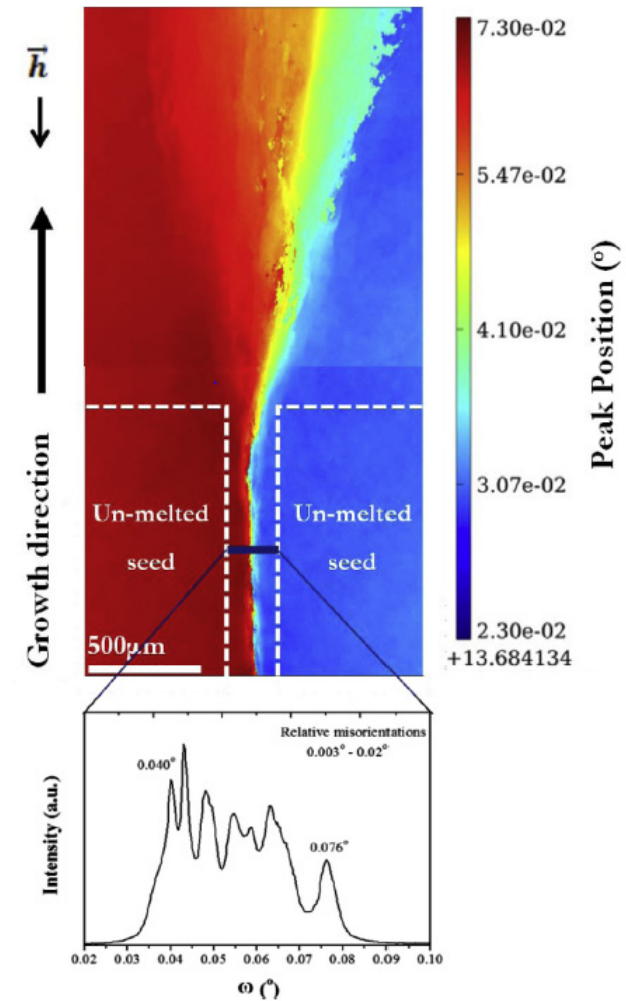 h
Growth direction
Un-melted
seed
Un-melted
seed
500µm
7.30e-02
5.47e-02
4.10e-02
3.07e-02
2.30e-02
+13.684134
Peak Position (°)
Relative misorientations
0.003° - 0.02°
0.040°
0.076°
Intensity (a.u.)
0.02 0.03 0.04 0.05 0.06 0.07 0.08 0.09 0.10
ω (°)